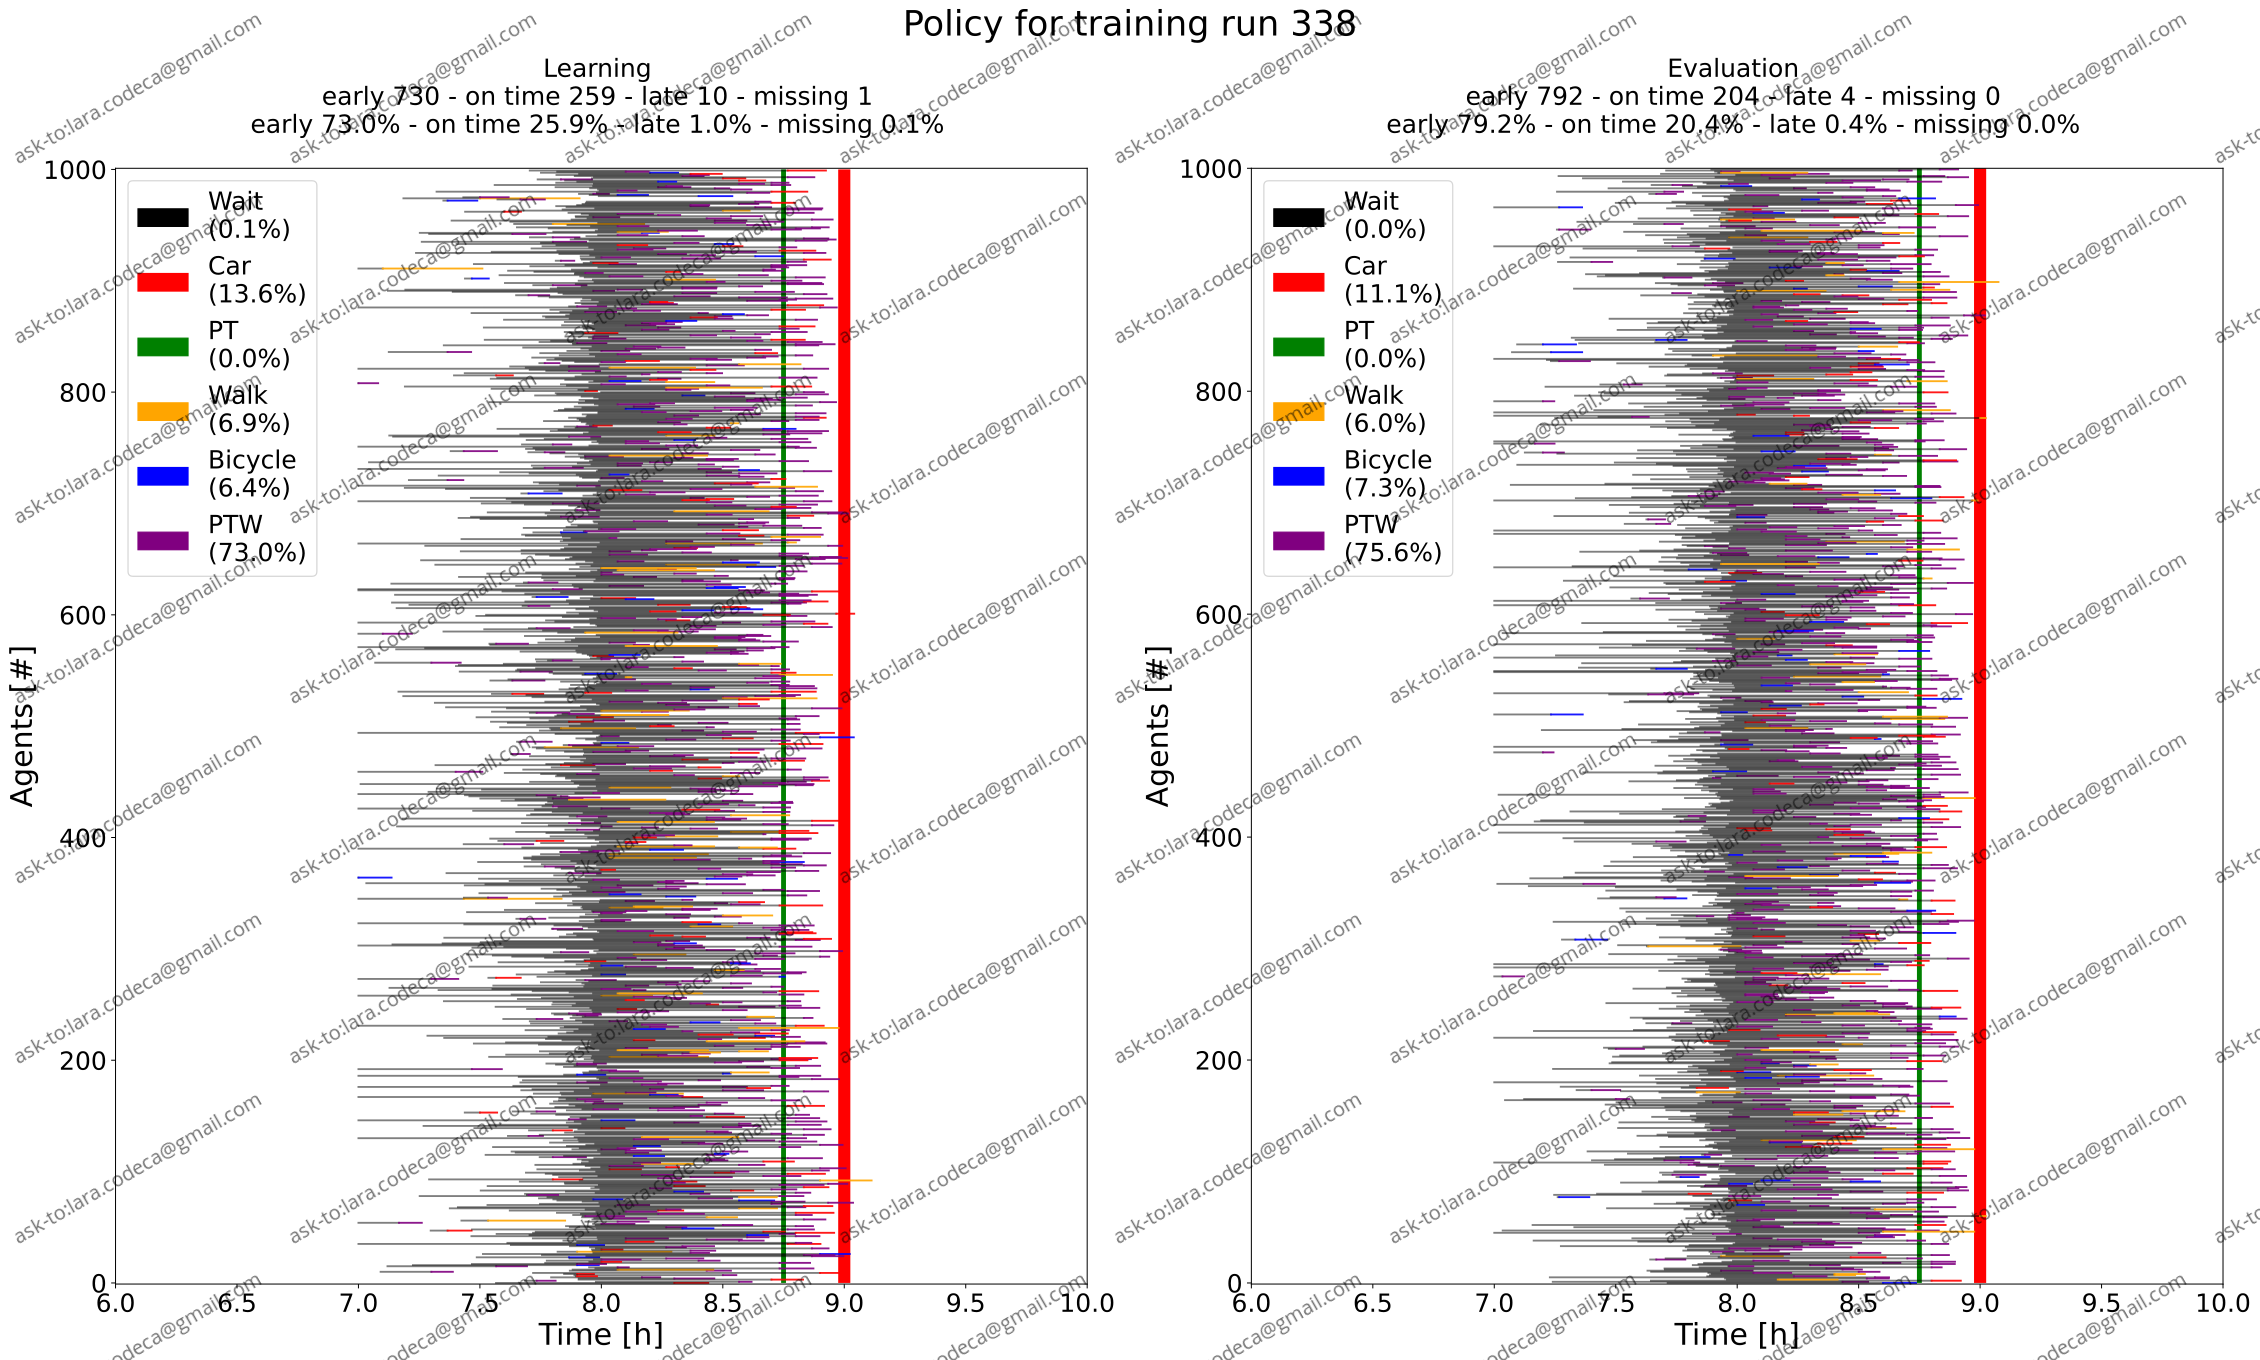 Policy for training run 338
Learning
early 730 - on time 259 - late 10 - missing 1
early 73.0% - on time 25.9% - late 1.0% - missing 0.1%
Wait
(0.1%)
Car
(13.6%)
PT
(0.0%)
Walk
(6.9%)
Bicycle
(6.4%)
PTW
(73.0%)
1000
800
600
400
200
0
Agents [#]
6.0 6.5 7.0 7.5 8.0 8.5 9.0 9.5 10.0
Time [h]
Evaluation
early 792 - on time 204 - late 4 - missing 0
early 79.2% - on time 20.4% - late 0.4% - missing 0.0%
Wait
(0.0%)
Car
(11.1%)
PT
(0.0%)
Walk
(6.0%)
Bicycle
(7.3%)
PTW
(75.6%)
1000
800
600
400
200
0
Agents [#]
6.0 6.5 7.0 7.5 8.0 8.5 9.0 9.5 10.0
Time [h]
ask-to:lara.codeca@gmail.com